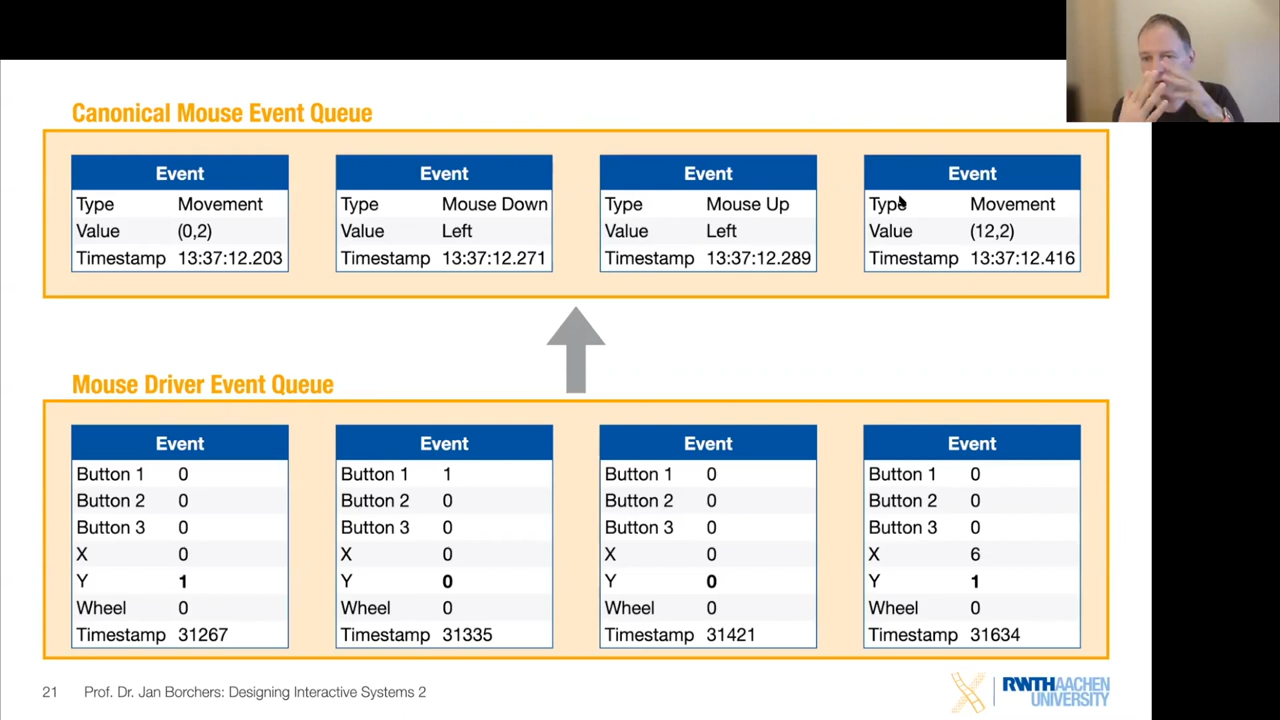 Canonical Mouse Event Queue
Event Event Event Event
Type Movement Type Mouse Down Type Mouse Up Type Movement
Value (0,2) Value Left Value Left Value (12,2)
Timestamp 13:37:12.203 Timestamp 13:37:12.271 Timestamp 13:37:12.289 Timestamp 13:37:12.416
Mouse Driver Event Queue
Event Event Event Event
Button 1 0 Button 1 1 Button 1 0 Button 1 0
Button 2 0 Button 2 0 Button 2 0 Button 2 0
Button 3 0 Button 3 0 Button 3 0 Button 3 0
X 0 X 0 X 0 X 6
Y 1 Y 0 Y 0 Y 1
Wheel 0 Wheel 0 Wheel 0 Wheel 0
Timestamp 31267 Timestamp 31335 Timestamp 31421 Timestamp 31634
21 Prof. Dr. Jan Borchers: Designing Interactive Systems 2
RWTHAACHEN
UNIVERSITY